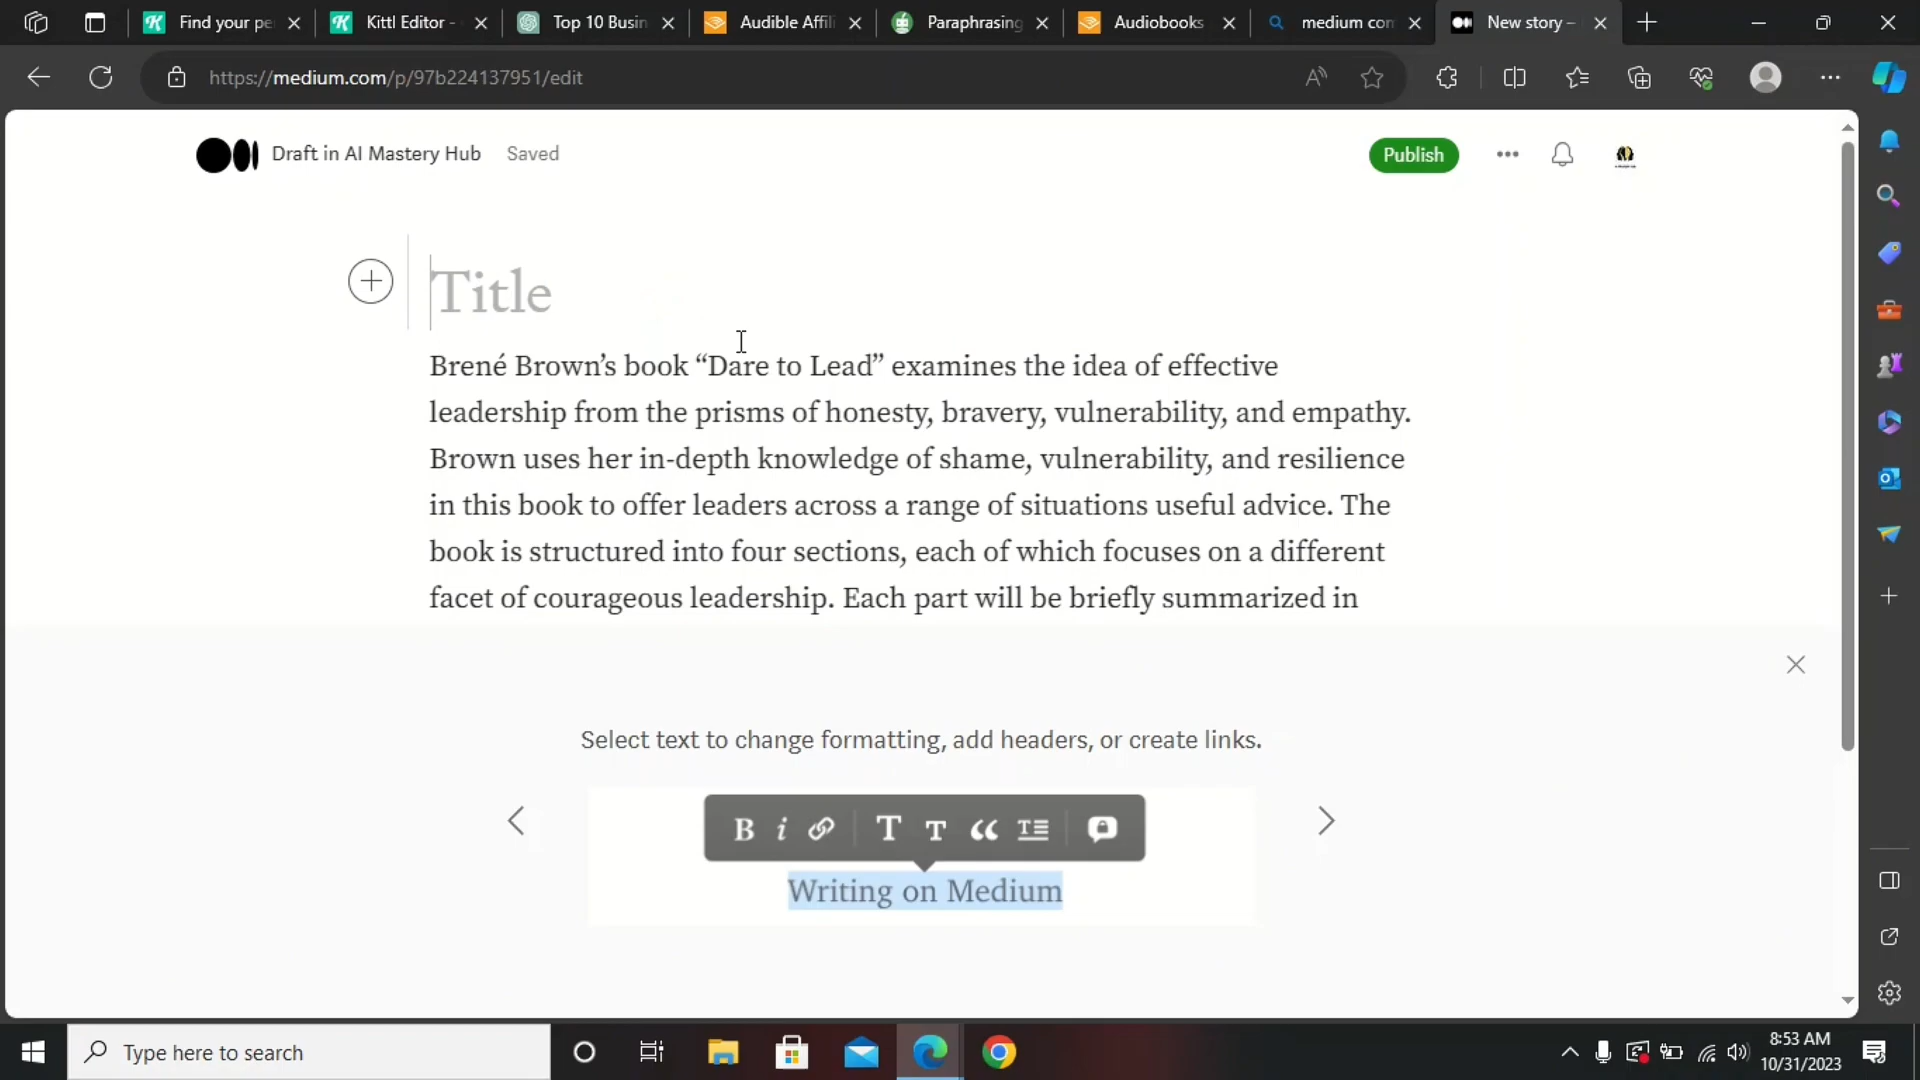 Find your pe
Kittl Editor -
Top 10 Busin
Audible Affili
Paraphrasing
Audiobooks
medium con
New story –
https://medium.com/p/97b224137951/edit
Draft in AI Mastery Hub
Saved
Publish
Title
Brené Brown’s book “Dare to Lead” examines the idea of effective
leadership from the prisms of honesty, bravery, vulnerability, and empathy.
Brown uses her in-depth knowledge of shame, vulnerability, and resilience
in this book to offer leaders across a range of situations useful advice. The
book is structured into four sections, each of which focuses on a different
facet of courageous leadership. Each part will be briefly summarized in
Select text to change formatting, add headers, or create links.
B i T T
Writing on Medium
Type here to search
8:53 AM
10/31/2023